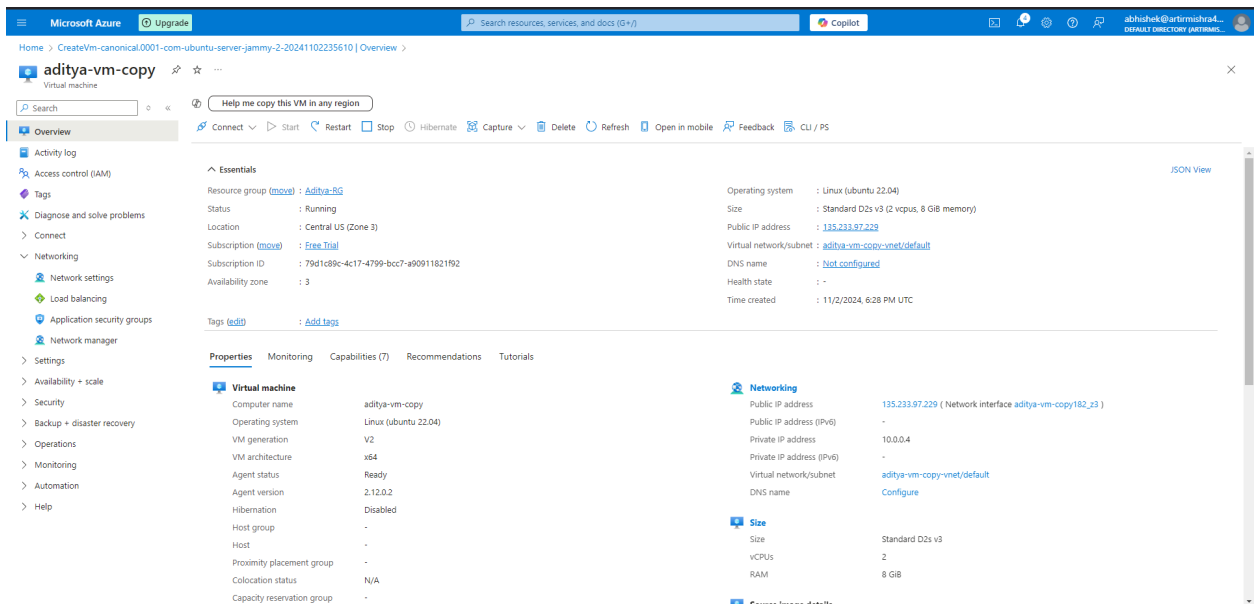 Microsoft Azure
Upgrade
Search resources, services, and docs (G+/)
Copilot
4
abhishek@artirmishra4...
DEFAULT DIRECTORY (ARTIRMIS...
Home > CreateVm-canonical.0001-com-ubuntu-server-jammy-2-20241102235610 | Overview >
aditya-vm-copy
Virtual machine
Search
Help me copy this VM in any region
Connect Start Restart Stop Hibernate Capture Delete Refresh Open in mobile Feedback CLI / PS
Overview
Activity log
Access control (IAM)
Tags
Diagnose and solve problems
Connect
Networking
Network settings
Load balancing
Application security groups
Network manager
Settings
Availability + scale
Security
Backup + disaster recovery
Operations
Monitoring
Automation
Help
Essentials
JSON View
Resource group (move) : Aditya-RG
Status : Running
Location : Central US (Zone 3)
Subscription (move) : Free Trial
Subscription ID : 79d1c89c-4c17-4799-bcc7-a90911821f92
Availability zone : 3
Operating system : Linux (ubuntu 22.04)
Size : Standard D2s v3 (2 vcpus, 8 GiB memory)
Public IP address : 135.233.97.229
Virtual network/subnet : aditya-vm-copy-vnet/default
DNS name : Not configured
Health state : -
Time created : 11/2/2024, 6:28 PM UTC
Tags (edit) : Add tags
Properties Monitoring Capabilities (7) Recommendations Tutorials
Virtual machine
Computer name aditya-vm-copy
Operating system Linux (ubuntu 22.04)
VM generation V2
VM architecture x64
Agent status Ready
Agent version 2.12.0.2
Hibernation Disabled
Host group -
Host -
Proximity placement group -
Colocation status N/A
Capacity reservation group -
Networking
Public IP address 135.233.97.229 ( Network interface aditya-vm-copy182_z3 )
Public IP address (IPv6) -
Private IP address 10.0.0.4
Private IP address (IPv6) -
Virtual network/subnet aditya-vm-copy-vnet/default
DNS name Configure
Size
Size Standard D2s v3
vCPUs 2
RAM 8 GiB
Source image details